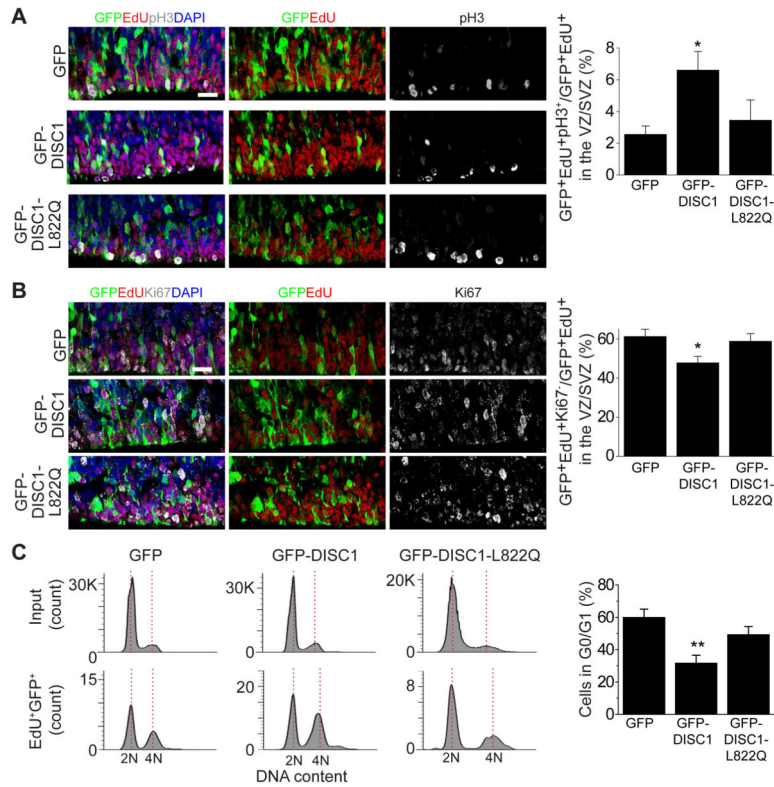 A
GFPEdUpH3DAPI
GFPEdU
pH3
GFP
GFP-
DISC1
GFP-
DISC1-
L822Q
GFP⁺EdU⁺pH3⁺/GFP⁺EdU⁺
in the VZ/SVZ (%)
8
6
4
2
0
*
GFP
GFP-
DISC1
GFP-
DISC1-
L822Q
B
GFPEdUKi67DAPI
GFPEdU
Ki67
GFP
GFP-
DISC1
GFP-
DISC1-
L822Q
GFP⁺EdU⁺Ki67⁻/GFP⁺EdU⁺
in the VZ/SVZ (%)
60
40
20
0
*
GFP
GFP-
DISC1
GFP-
DISC1-
L822Q
C
GFP
GFP-DISC1
GFP-DISC1-L822Q
Input
(count)
30K
0
30K
0
20K
0
EdU⁺GFP⁺
(count)
15
0
20
0
8
0
2N 4N
2N 4N
2N 4N
DNA content
Cells in G0/G1 (%)
80
60
40
20
0
**
GFP
GFP-
DISC1
GFP-
DISC1-
L822Q